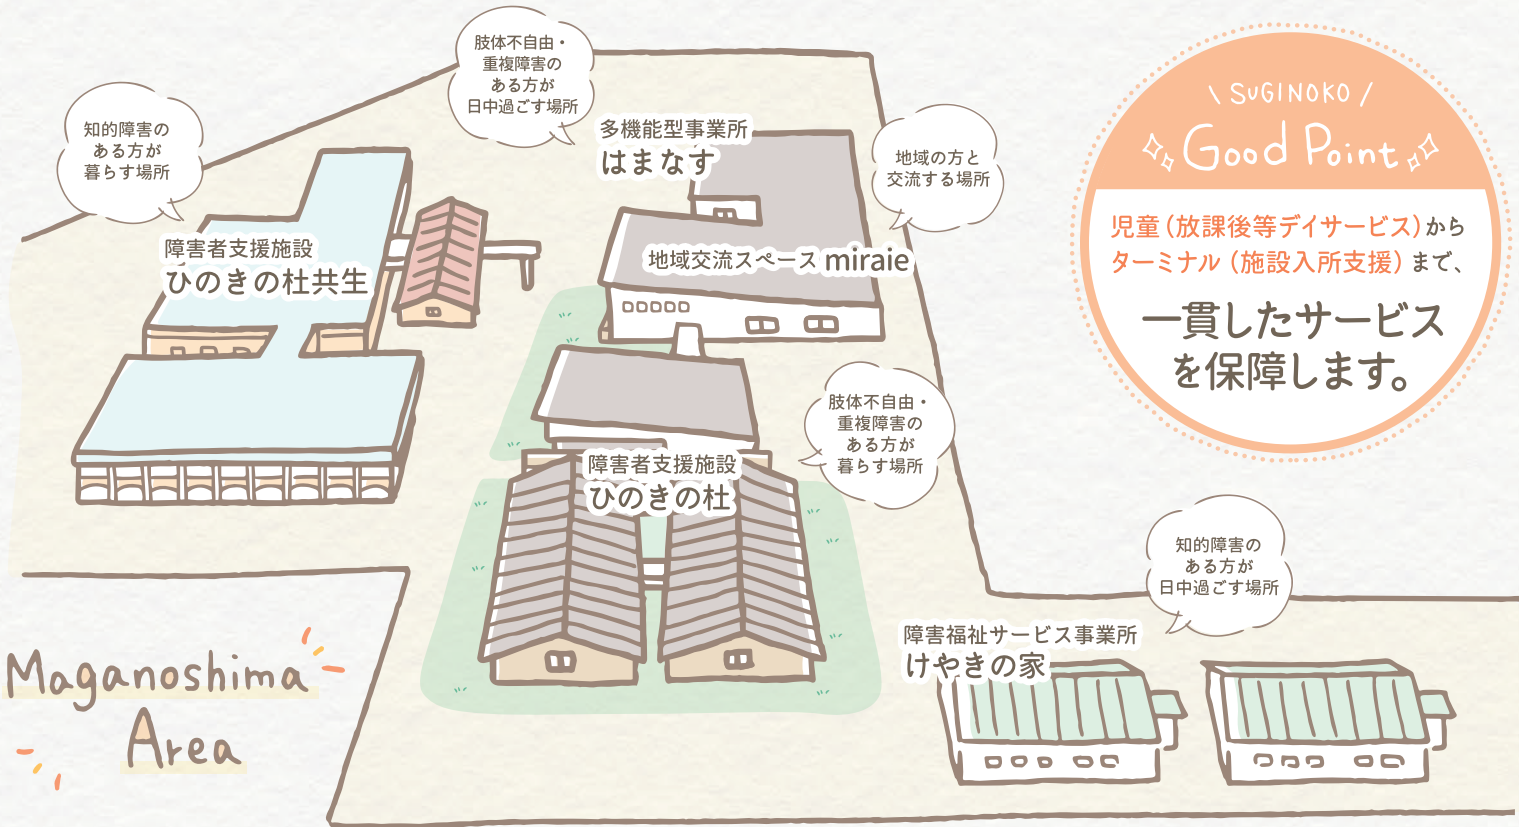 肢体不自由・
重複障害の
ある方が
日中過ごす場所
知的障害の
ある方が
暮らす場所
多機能型事業所
はまなす
地域の方と
交流する場所
障害者支援施設
ひのきの杜共生
地域交流スペース miraie
\ SUGINOKO /
Good Point
児童（放課後等デイサービス）から
ターミナル（施設入所支援）まで、
一貫したサービス
を保障します。
肢体不自由・
重複障害の
ある方が
暮らす場所
障害者支援施設
ひのきの杜
知的障害の
ある方が
日中過ごす場所
障害福祉サービス事業所
けやきの家
Maganoshima
Area